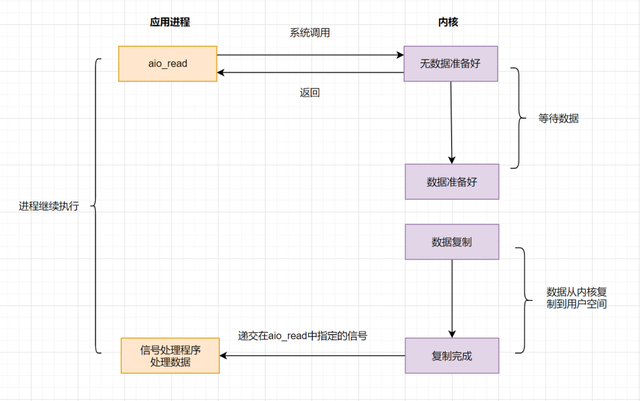 应用进程
内核
系统调用
aio_read
无数据准备好
返回
等待数据
数据准备好
进程继续执行
数据复制
数据从内核复
制到用户空间
递交在aio_read中指定的信号
信号处理程序
处理数据
复制完成